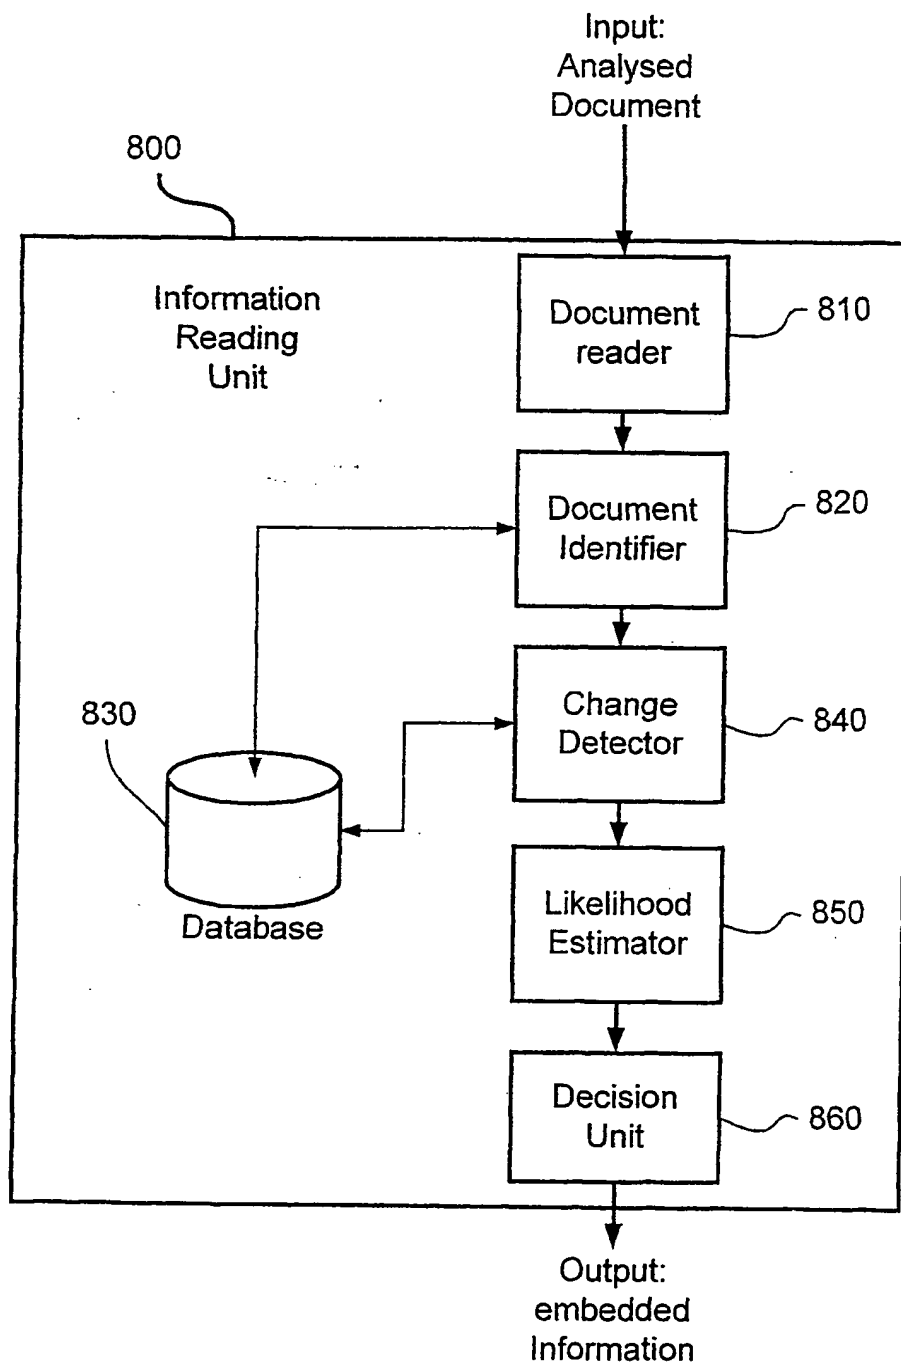 Input:
Analysed
Document
800
Information
Reading
Unit
Document
reader
810
Document
Identifier
820
Change
Detector
840
830
Database
Likelihood
Estimator
850
Decision
Unit
860
Output:
embedded
Information